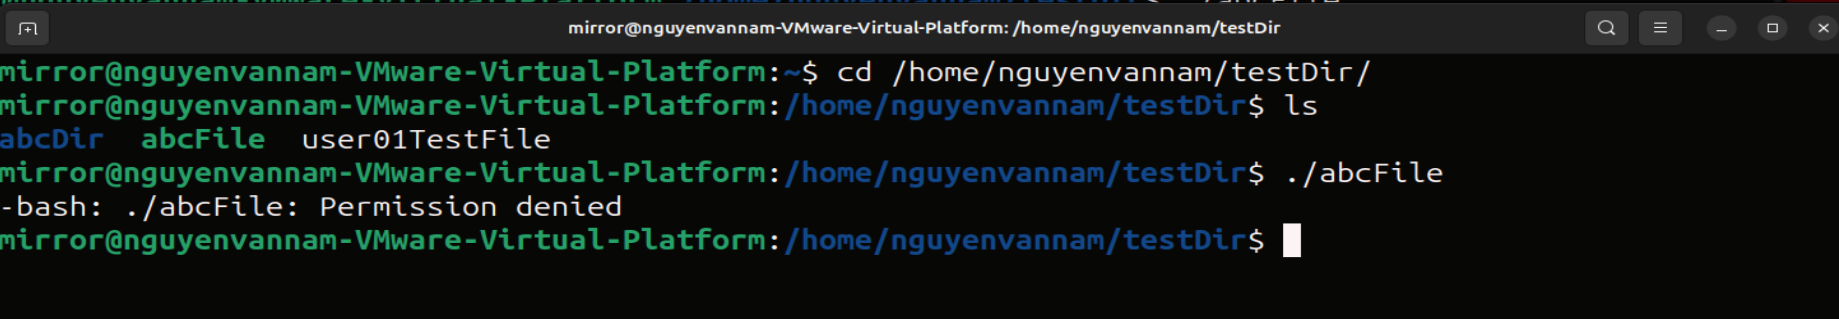 mirror@nguyenvannam-VMware-Virtual-Platform: /home/nguyenvannam/testDir
mirror@nguyenvannam-VMware-Virtual-Platform:~$ cd /home/nguyenvannam/testDir/
mirror@nguyenvannam-VMware-Virtual-Platform:/home/nguyenvannam/testDir$ ls
abcDir  abcFile  user01TestFile
mirror@nguyenvannam-VMware-Virtual-Platform:/home/nguyenvannam/testDir$ ./abcFile
-bash: ./abcFile: Permission denied
mirror@nguyenvannam-VMware-Virtual-Platform:/home/nguyenvannam/testDir$